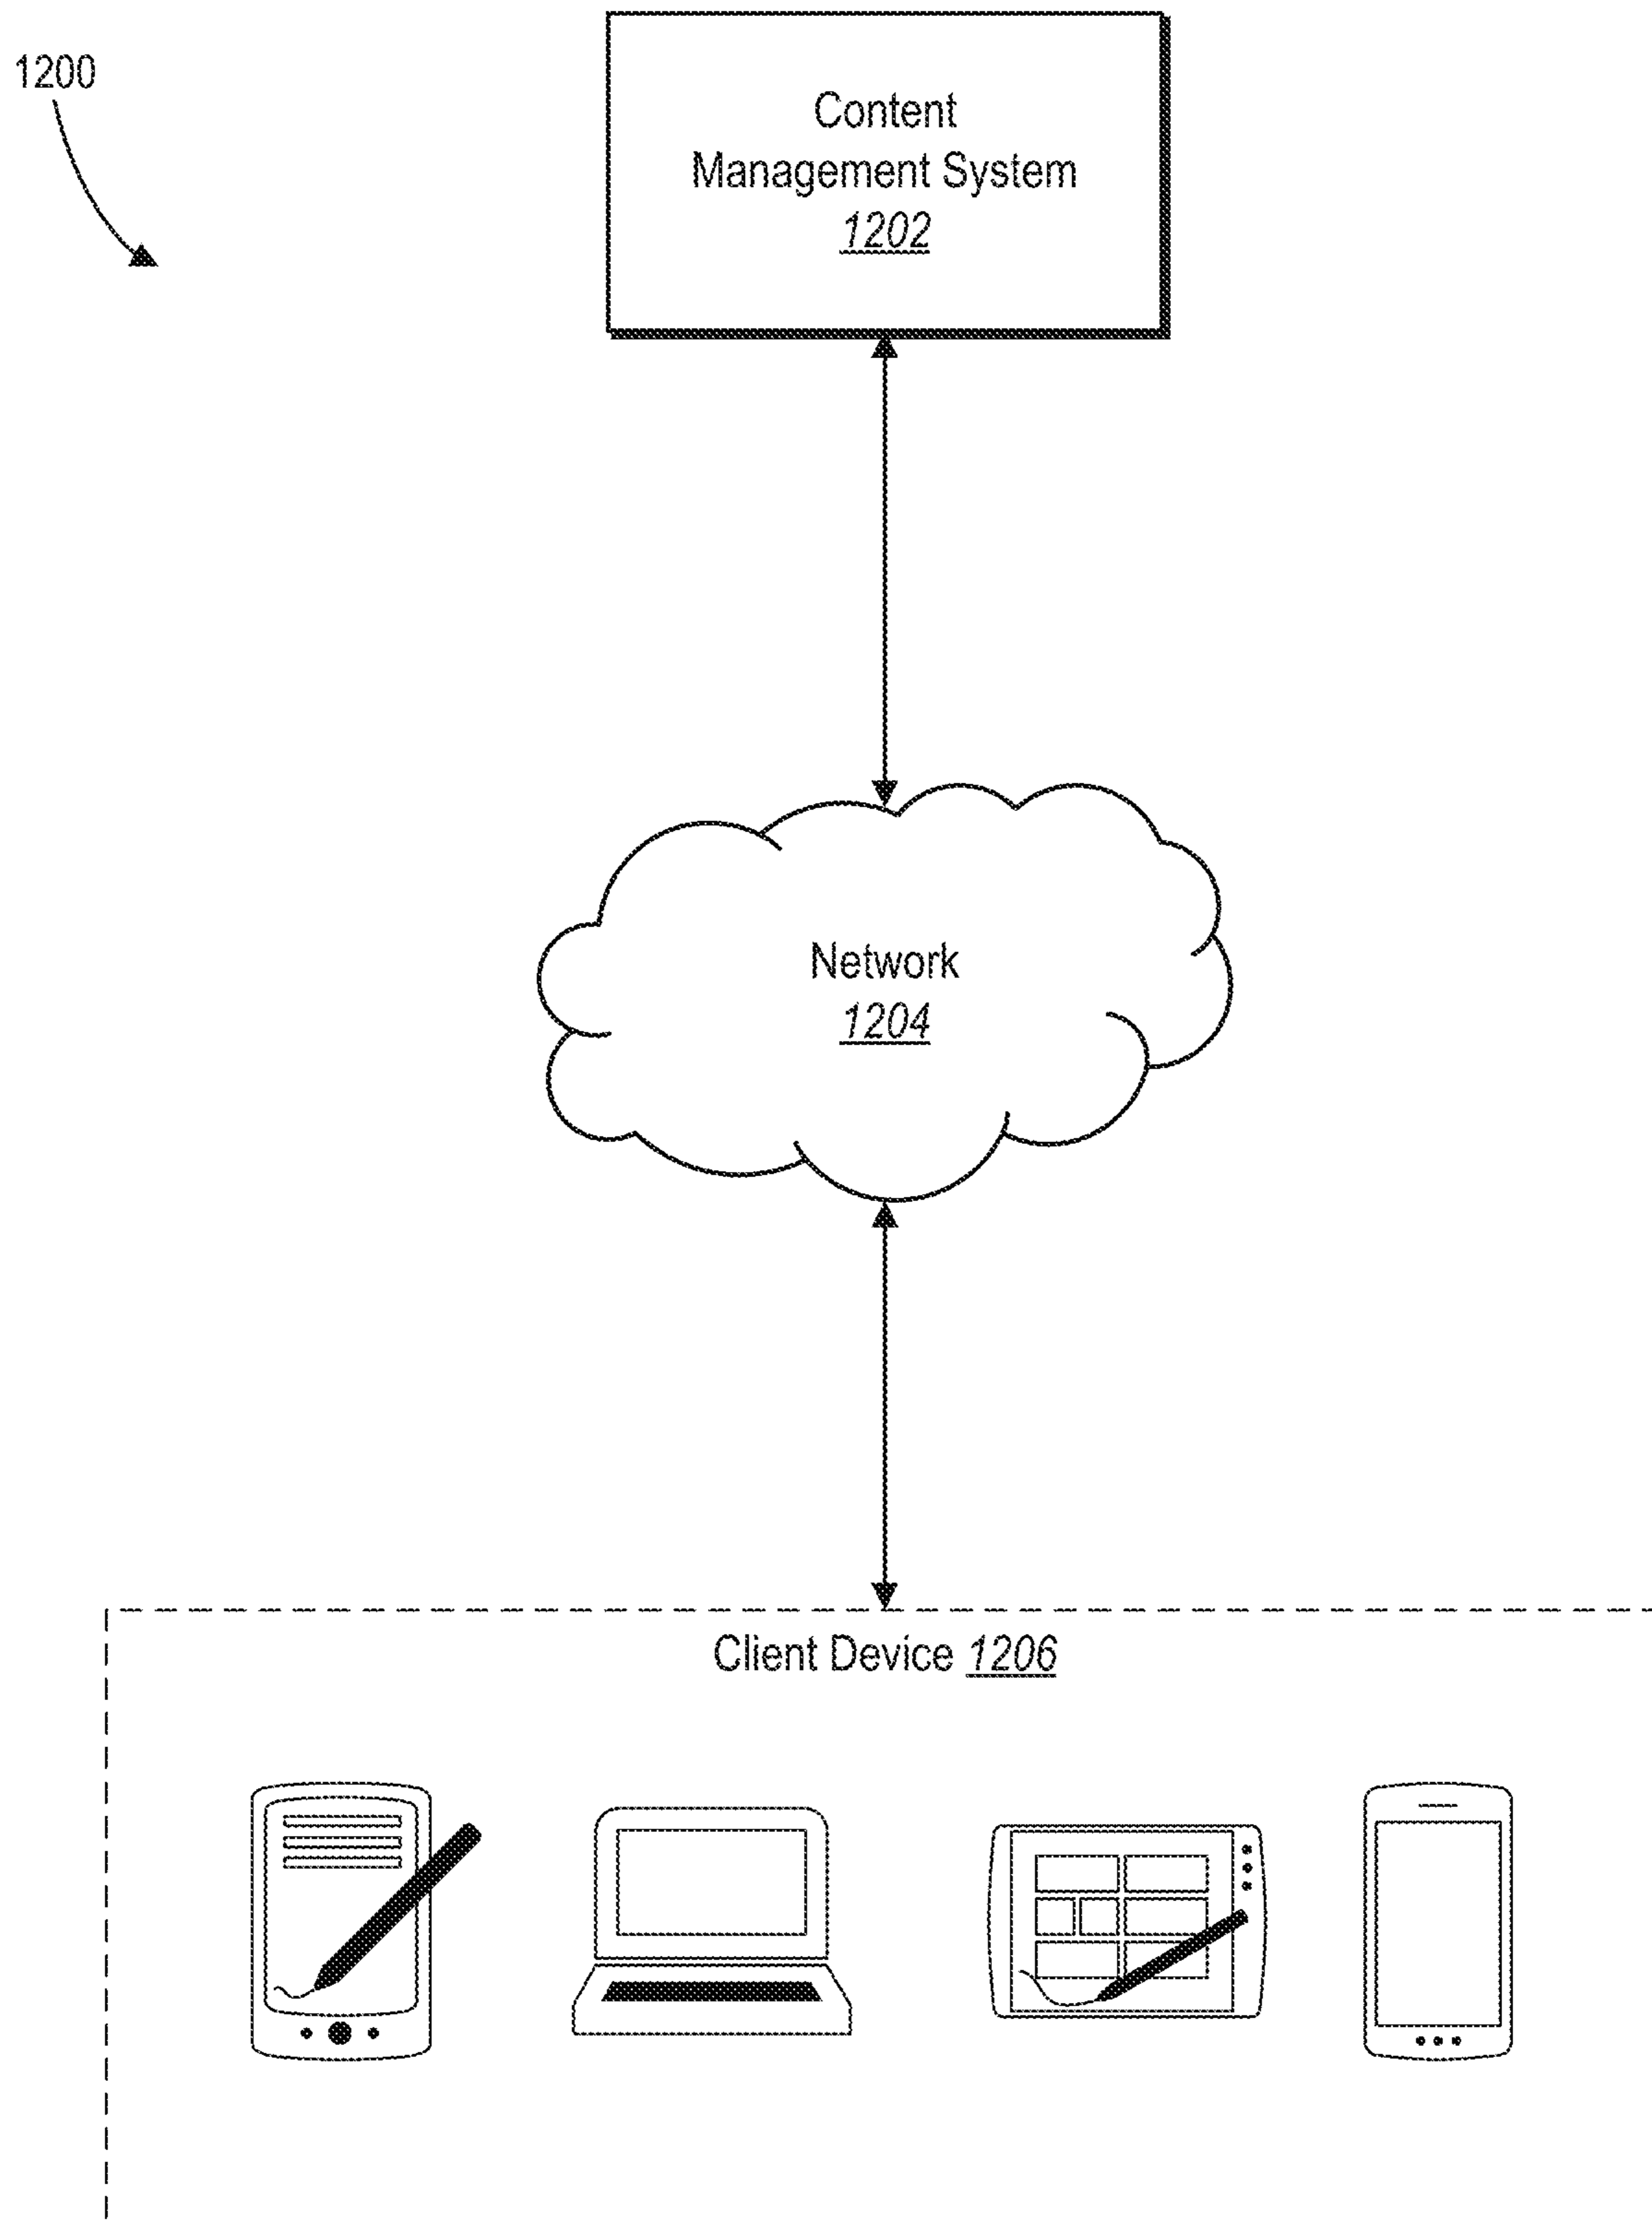 1200
Content
Management System
1202
Network
1204
Client Device 1206